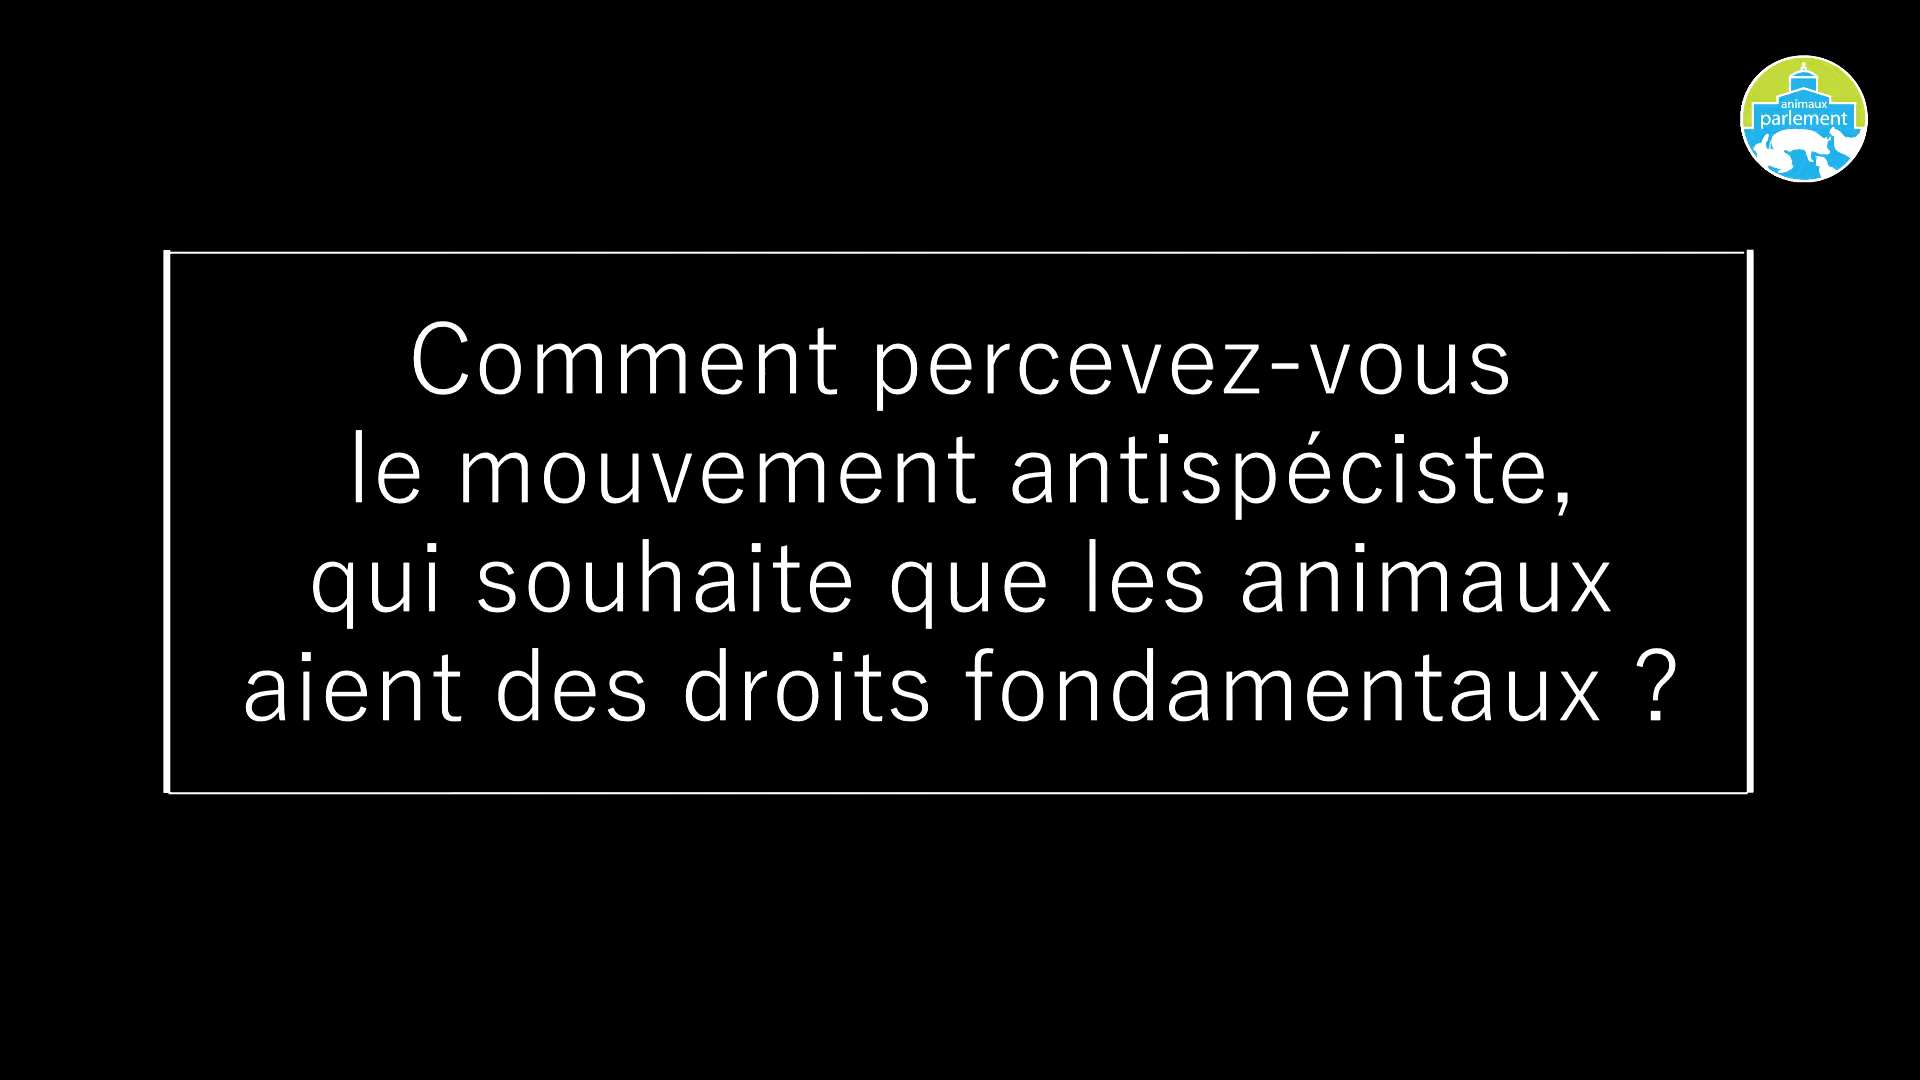 animaux
parlement
Comment percevez-vous
le mouvement antispéciste,
qui souhaite que les animaux
aient des droits fondamentaux ?